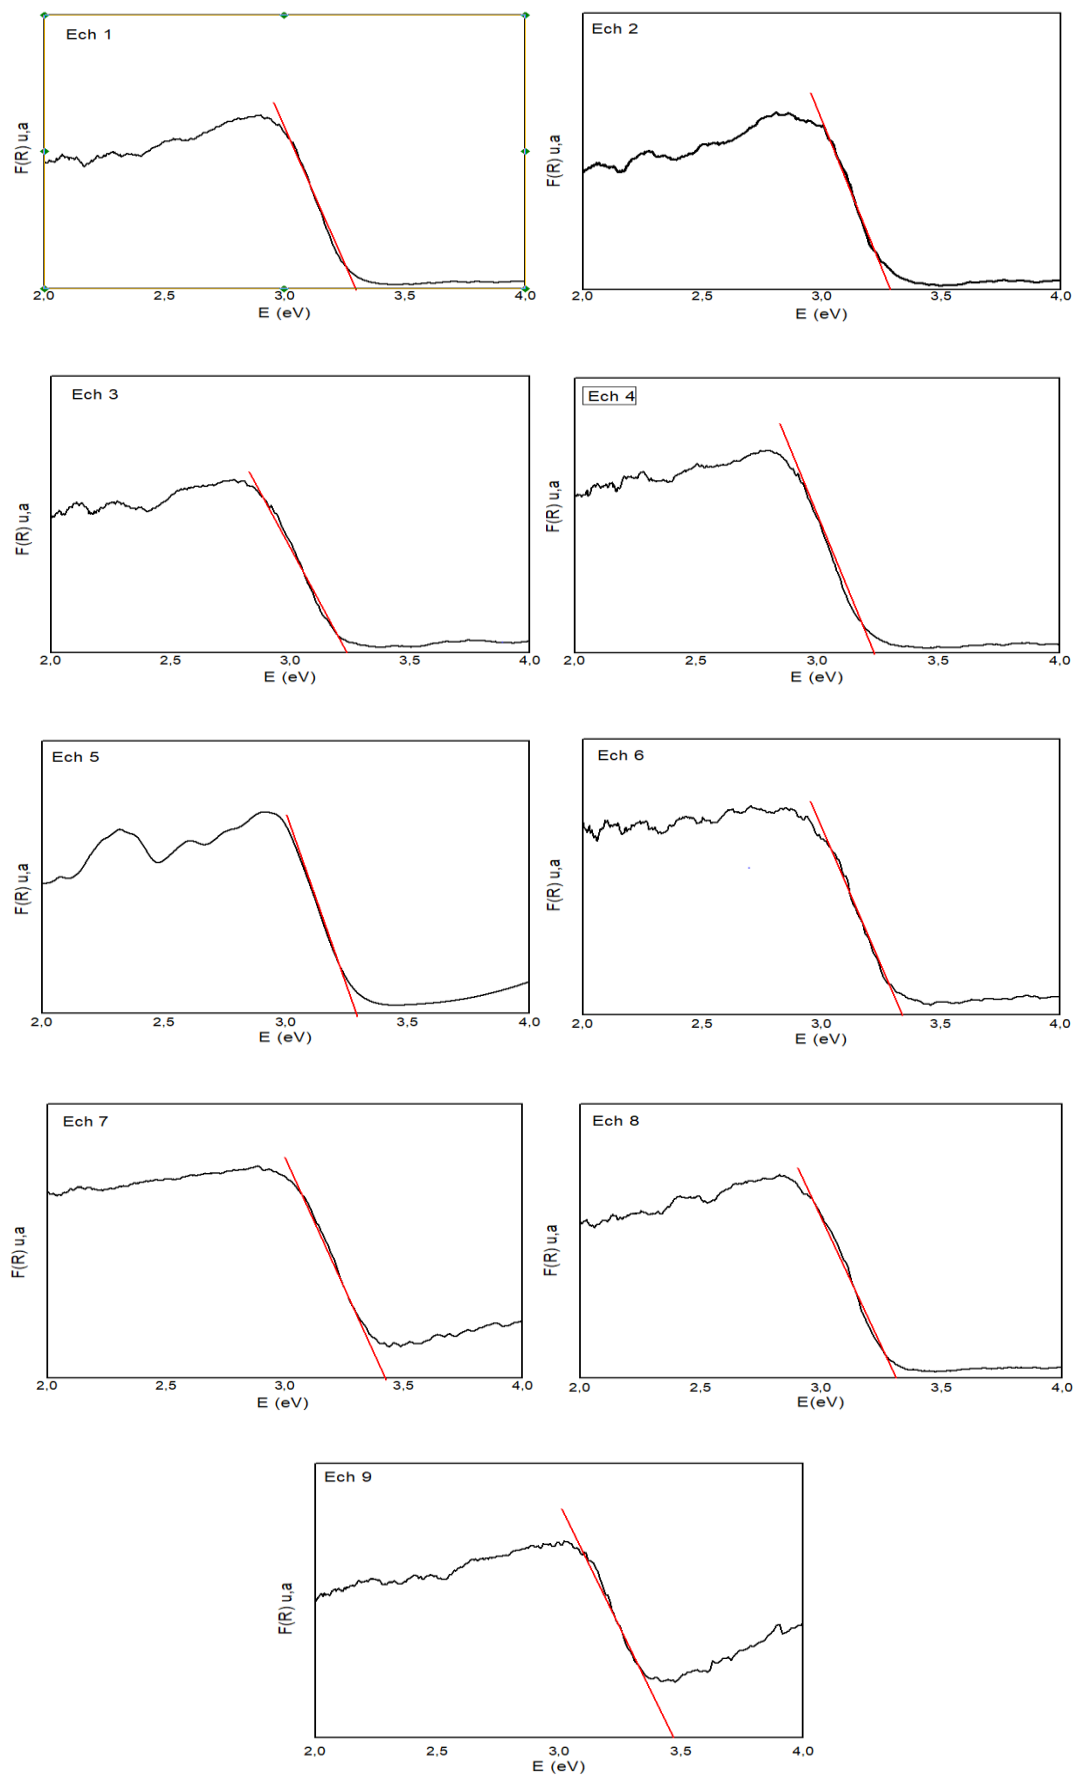 Ech 1
F(R) u,a
2,0 2,5 3,0 3,5 4,0
E (eV)
Ech 2
F(R) u,a
2,0 2,5 3,0 3,5 4,0
E (eV)
Ech 3
F(R) u,a
2,0 2,5 3,0 3,5 4,0
E (eV)
Ech 4
F(R) u,a
2,0 2,5 3,0 3,5 4,0
E (eV)
Ech 5
F(R) u,a
2,0 2,5 3,0 3,5 4,0
E (eV)
Ech 6
F(R) u,a
2,0 2,5 3,0 3,5 4,0
E (eV)
Ech 7
F(R) u,a
2,0 2,5 3,0 3,5 4,0
E (eV)
Ech 8
F(R) u,a
2,0 2,5 3,0 3,5 4,0
E(eV)
Ech 9
F(R) u,a
2,0 2,5 3,0 3,5 4,0
E (eV)